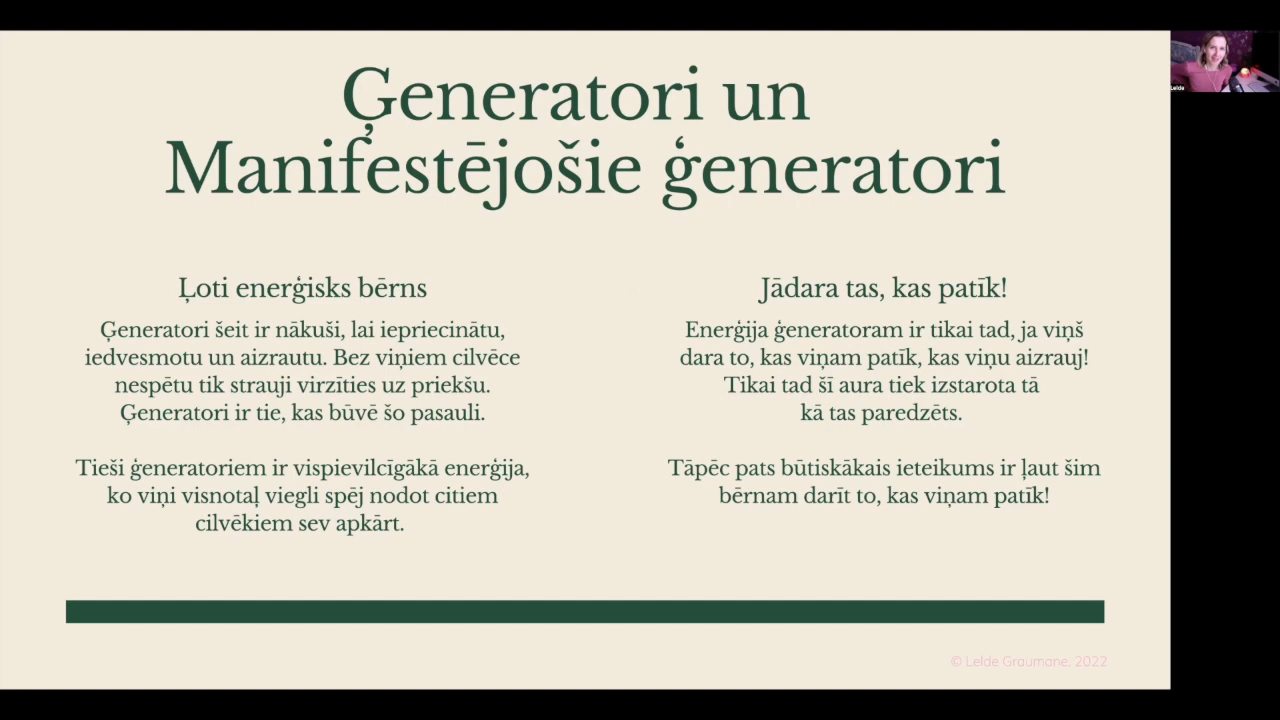 Ģeneratori un
Manifestējošie ģeneratori
Ļoti enerģisks bērns
Ģeneratori šeit ir nākuši, lai iepriecinātu,
iedvesmotu un aizrautu. Bez viņiem cilvēce
nespētu tik strauji virzīties uz priekšu.
Ģeneratori ir tie, kas būvē šo pasauli.
Tieši ģeneratoriem ir vispievilcīgākā enerģija,
ko viņi visnotaļ viegli spēj nodot citiem
cilvēkiem sev apkārt.
Jādara tas, kas patīk!
Enerģija ģeneratoram ir tikai tad, ja viņš
dara to, kas viņam patīk, kas viņu aizrauj!
Tikai tad šī aura tiek izstarota tā
kā tas paredzēts.
Tāpēc pats būtiskākais ieteikums ir ļaut šim
bērnam darīt to, kas viņam patīk!
© Lelde Graumane, 2022
Lelde